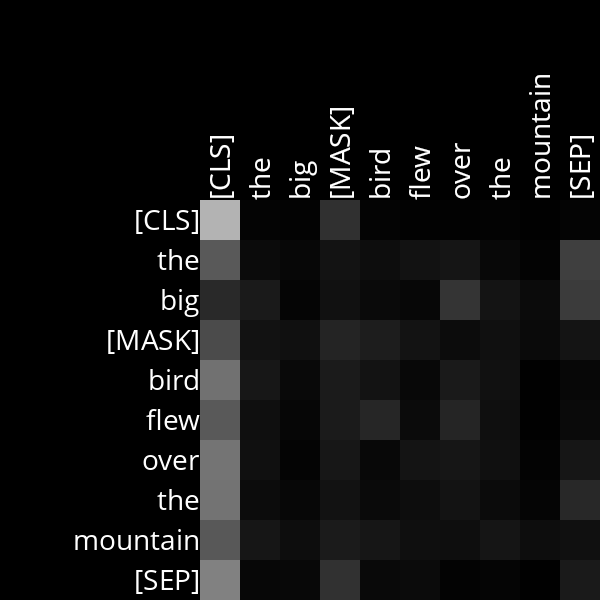 [CLS]
the
big
[MASK]
bird
flew
over
the
mountain
[SEP]
[CLS]
the
big
[MASK]
bird
flew
over
the
mountain
[SEP]